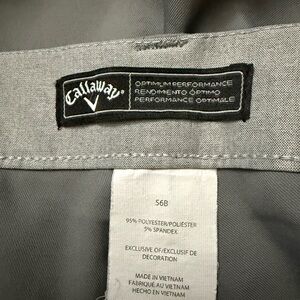 Callaway
OPTIMUM PERFORMANCE
RENDIMIENTO ÓPTIMO
PERFORMANCE OPTIMALE
56B
95% POLYESTER/POLIÉSTER
5% SPANDEX
EXCLUSIVE OF/EXCLUSIF DE
DECORATION
MADE IN VIETNAM
FABRIQUÉ AU VIETNAM
HECHO EN VIETNAM